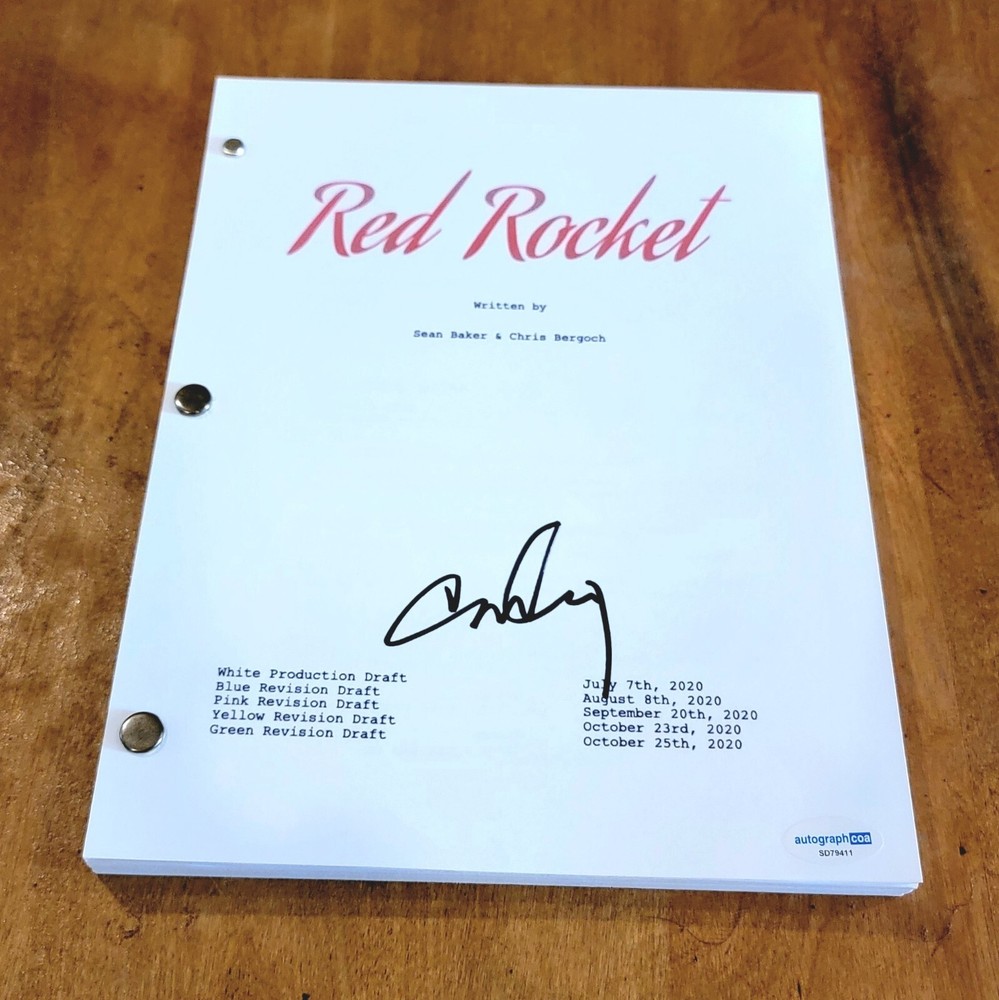 Red Rocket
Written by
Sean Baker & Chris Bergoch
White Production Draft July 7th, 2020
Blue Revision Draft August 8th, 2020
Pink Revision Draft September 20th, 2020
Yellow Revision Draft October 23rd, 2020
Green Revision Draft October 25th, 2020
autographcoa
SD79411